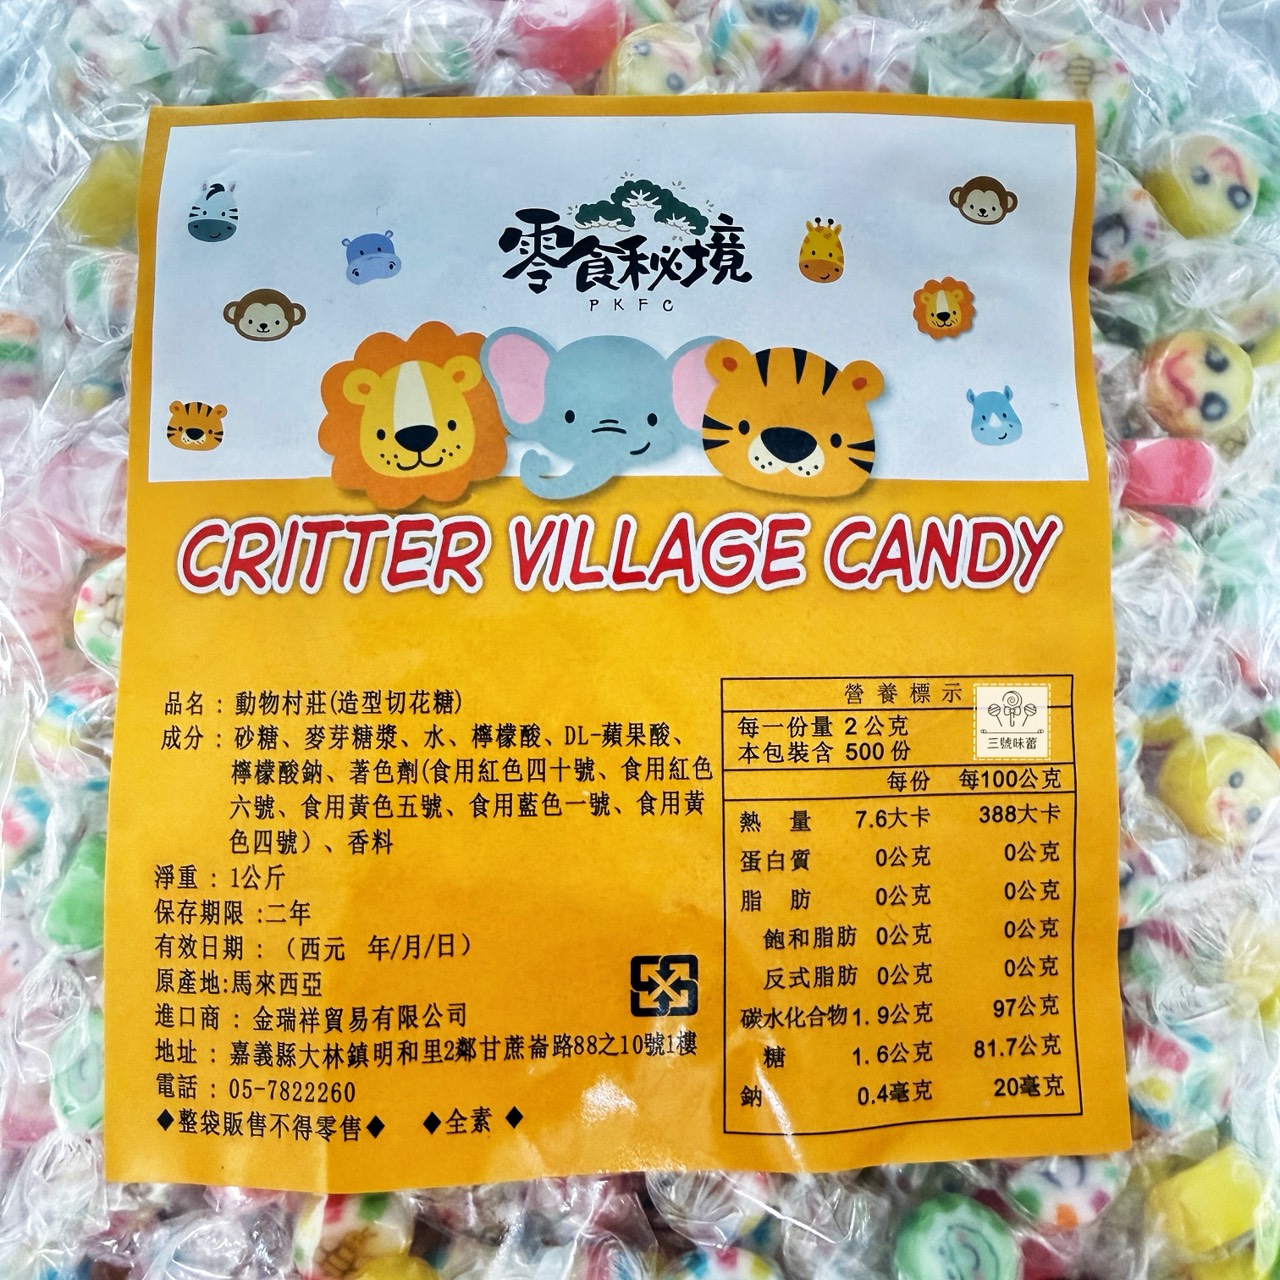 零食秘境
PKFC
CRITTER VILLAGE CANDY
品名：動物村莊(造型切花糖)
成分：砂糖、麥芽糖漿、水、檸檬酸、DL-蘋果酸、
檸檬酸鈉、著色劑(食用紅色四十號、食用紅色
六號、食用黃色五號、食用藍色一號、食用黃
色四號）、香料
淨重：1公斤
保存期限:二年
有效日期：（西元 年/月/日）
原產地:馬來西亞
進口商：金瑞祥貿易有限公司
地址：嘉義縣大林鎮明和里2鄰甘蔗崙路88之10號1樓
電話：05-7822260
◆整袋販售不得零售◆ ◆全素◆
營養標示
三號味蕾
每一份量 2公克
本包裝含 500份
每份 每100公克
熱量 7.6大卡 388大卡
蛋白質 0公克 0公克
脂肪 0公克 0公克
飽和脂肪 0公克 0公克
反式脂肪 0公克 0公克
碳水化合物 1.9公克 97公克
糖 1.6公克 81.7公克
鈉 0.4毫克 20毫克